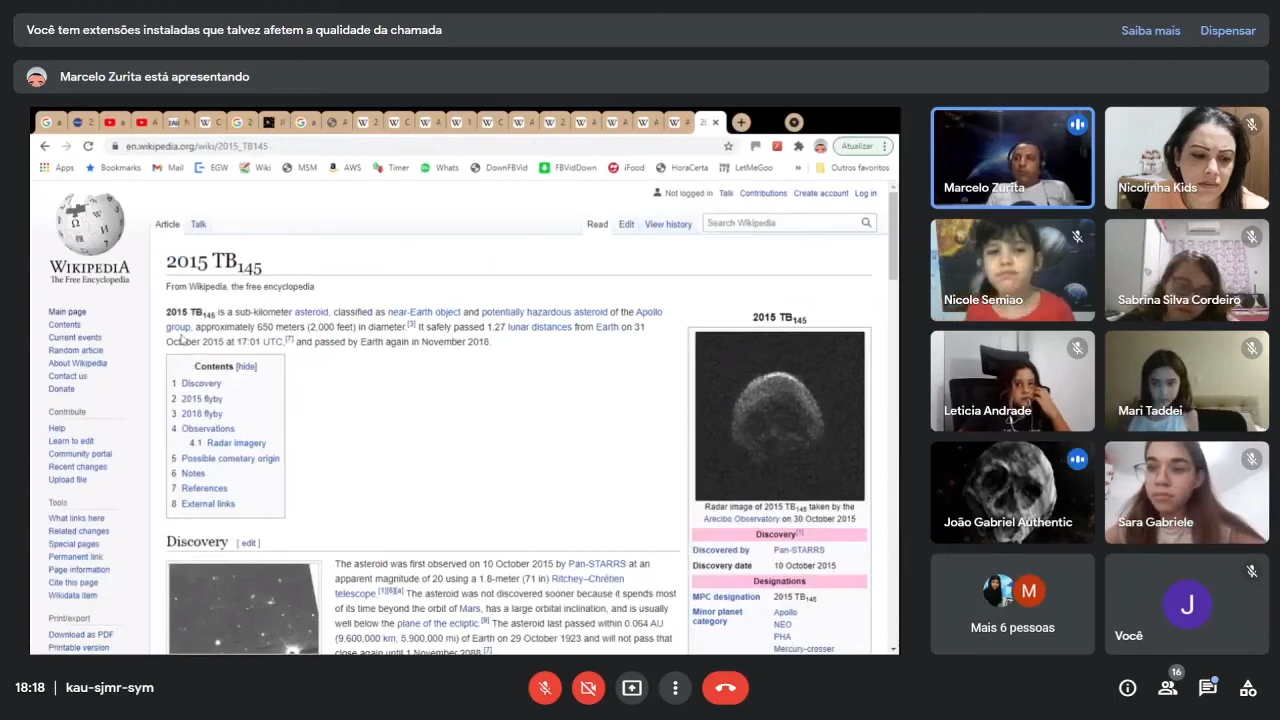 Você tem extensões instaladas que talvez afetem a qualidade da chamada
Saiba mais
Dispensar
Marcelo Zurita está apresentando
en.wikipedia.org/wiki/2015_TB145
Atualizar
Apps
Bookmarks
Mail
EGW
Wiki
MSM
AWS
Timer
Whats
DownFBVid
FBVidDown
iFood
HoraCerta
LetMeGoo
»
Outros favoritos
Not logged in
Talk
Contributions
Create account
Log in
Article
Talk
Read
Edit
View history
Search Wikipedia
WIKIPEDIA
The Free Encyclopedia
Main page
Contents
Current events
Random article
About Wikipedia
Contact us
Donate
Contribute
Help
Learn to edit
Community portal
Recent changes
Upload file
Tools
What links here
Related changes
Special pages
Permanent link
Page information
Cite this page
Wikidata item
Print/export
Download as PDF
Printable version
2015 TB145
From Wikipedia, the free encyclopedia
2015 TB145 is a sub-kilometer asteroid, classified as near-Earth object and potentially hazardous asteroid of the Apollo
group, approximately 650 meters (2,000 feet) in diameter.[3] It safely passed 1.27 lunar distances from Earth on 31
October 2015 at 17:01 UTC,[7] and passed by Earth again in November 2018.
Contents [hide]
1 Discovery
2 2015 flyby
3 2018 flyby
4 Observations
4.1 Radar imagery
5 Possible cometary origin
6 Notes
7 References
8 External links
Discovery [ edit ]
The asteroid was first observed on 10 October 2015 by Pan-STARRS at an
apparent magnitude of 20 using a 1.8-meter (71 in) Ritchey–Chrétien
telescope.[1][6][a] The asteroid was not discovered sooner because it spends most
of its time beyond the orbit of Mars, has a large orbital inclination, and is usually
well below the plane of the ecliptic.[9] The asteroid last passed within 0.064 AU
(9,600,000 km; 5,900,000 mi) of Earth on 29 October 1923 and will not pass that
close again until 1 November 2088.[7]
2015 TB145
Radar image of 2015 TB145 taken by the
Arecibo Observatory on 30 October 2015
Discovery[1]
Discovered by Pan-STARRS
Discovery date 10 October 2015
Designations
MPC designation 2015 TB145
Minor planet category
Apollo
NEO
PHA
Mercury-crosser
Marcelo Zurita
Nicolinha Kids
Nicole Semiao
Sabrina Silva Cordeiro
Leticia Andrade
Mari Taddei
João Gabriel Authentic
Sara Gabriele
M
Mais 6 pessoas
J
Você
18:18 | kau-sjmr-sym
16